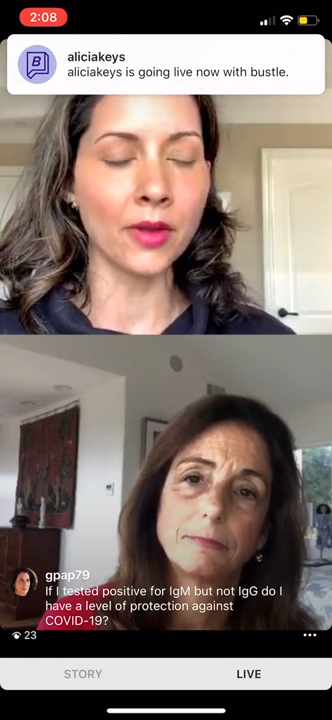 2:08
B
aliciakeys
aliciakeys is going live now with bustle.
gpap79
If I tested positive for IgM but not IgG do I
have a level of protection against
COVID-19?
23
STORY
LIVE